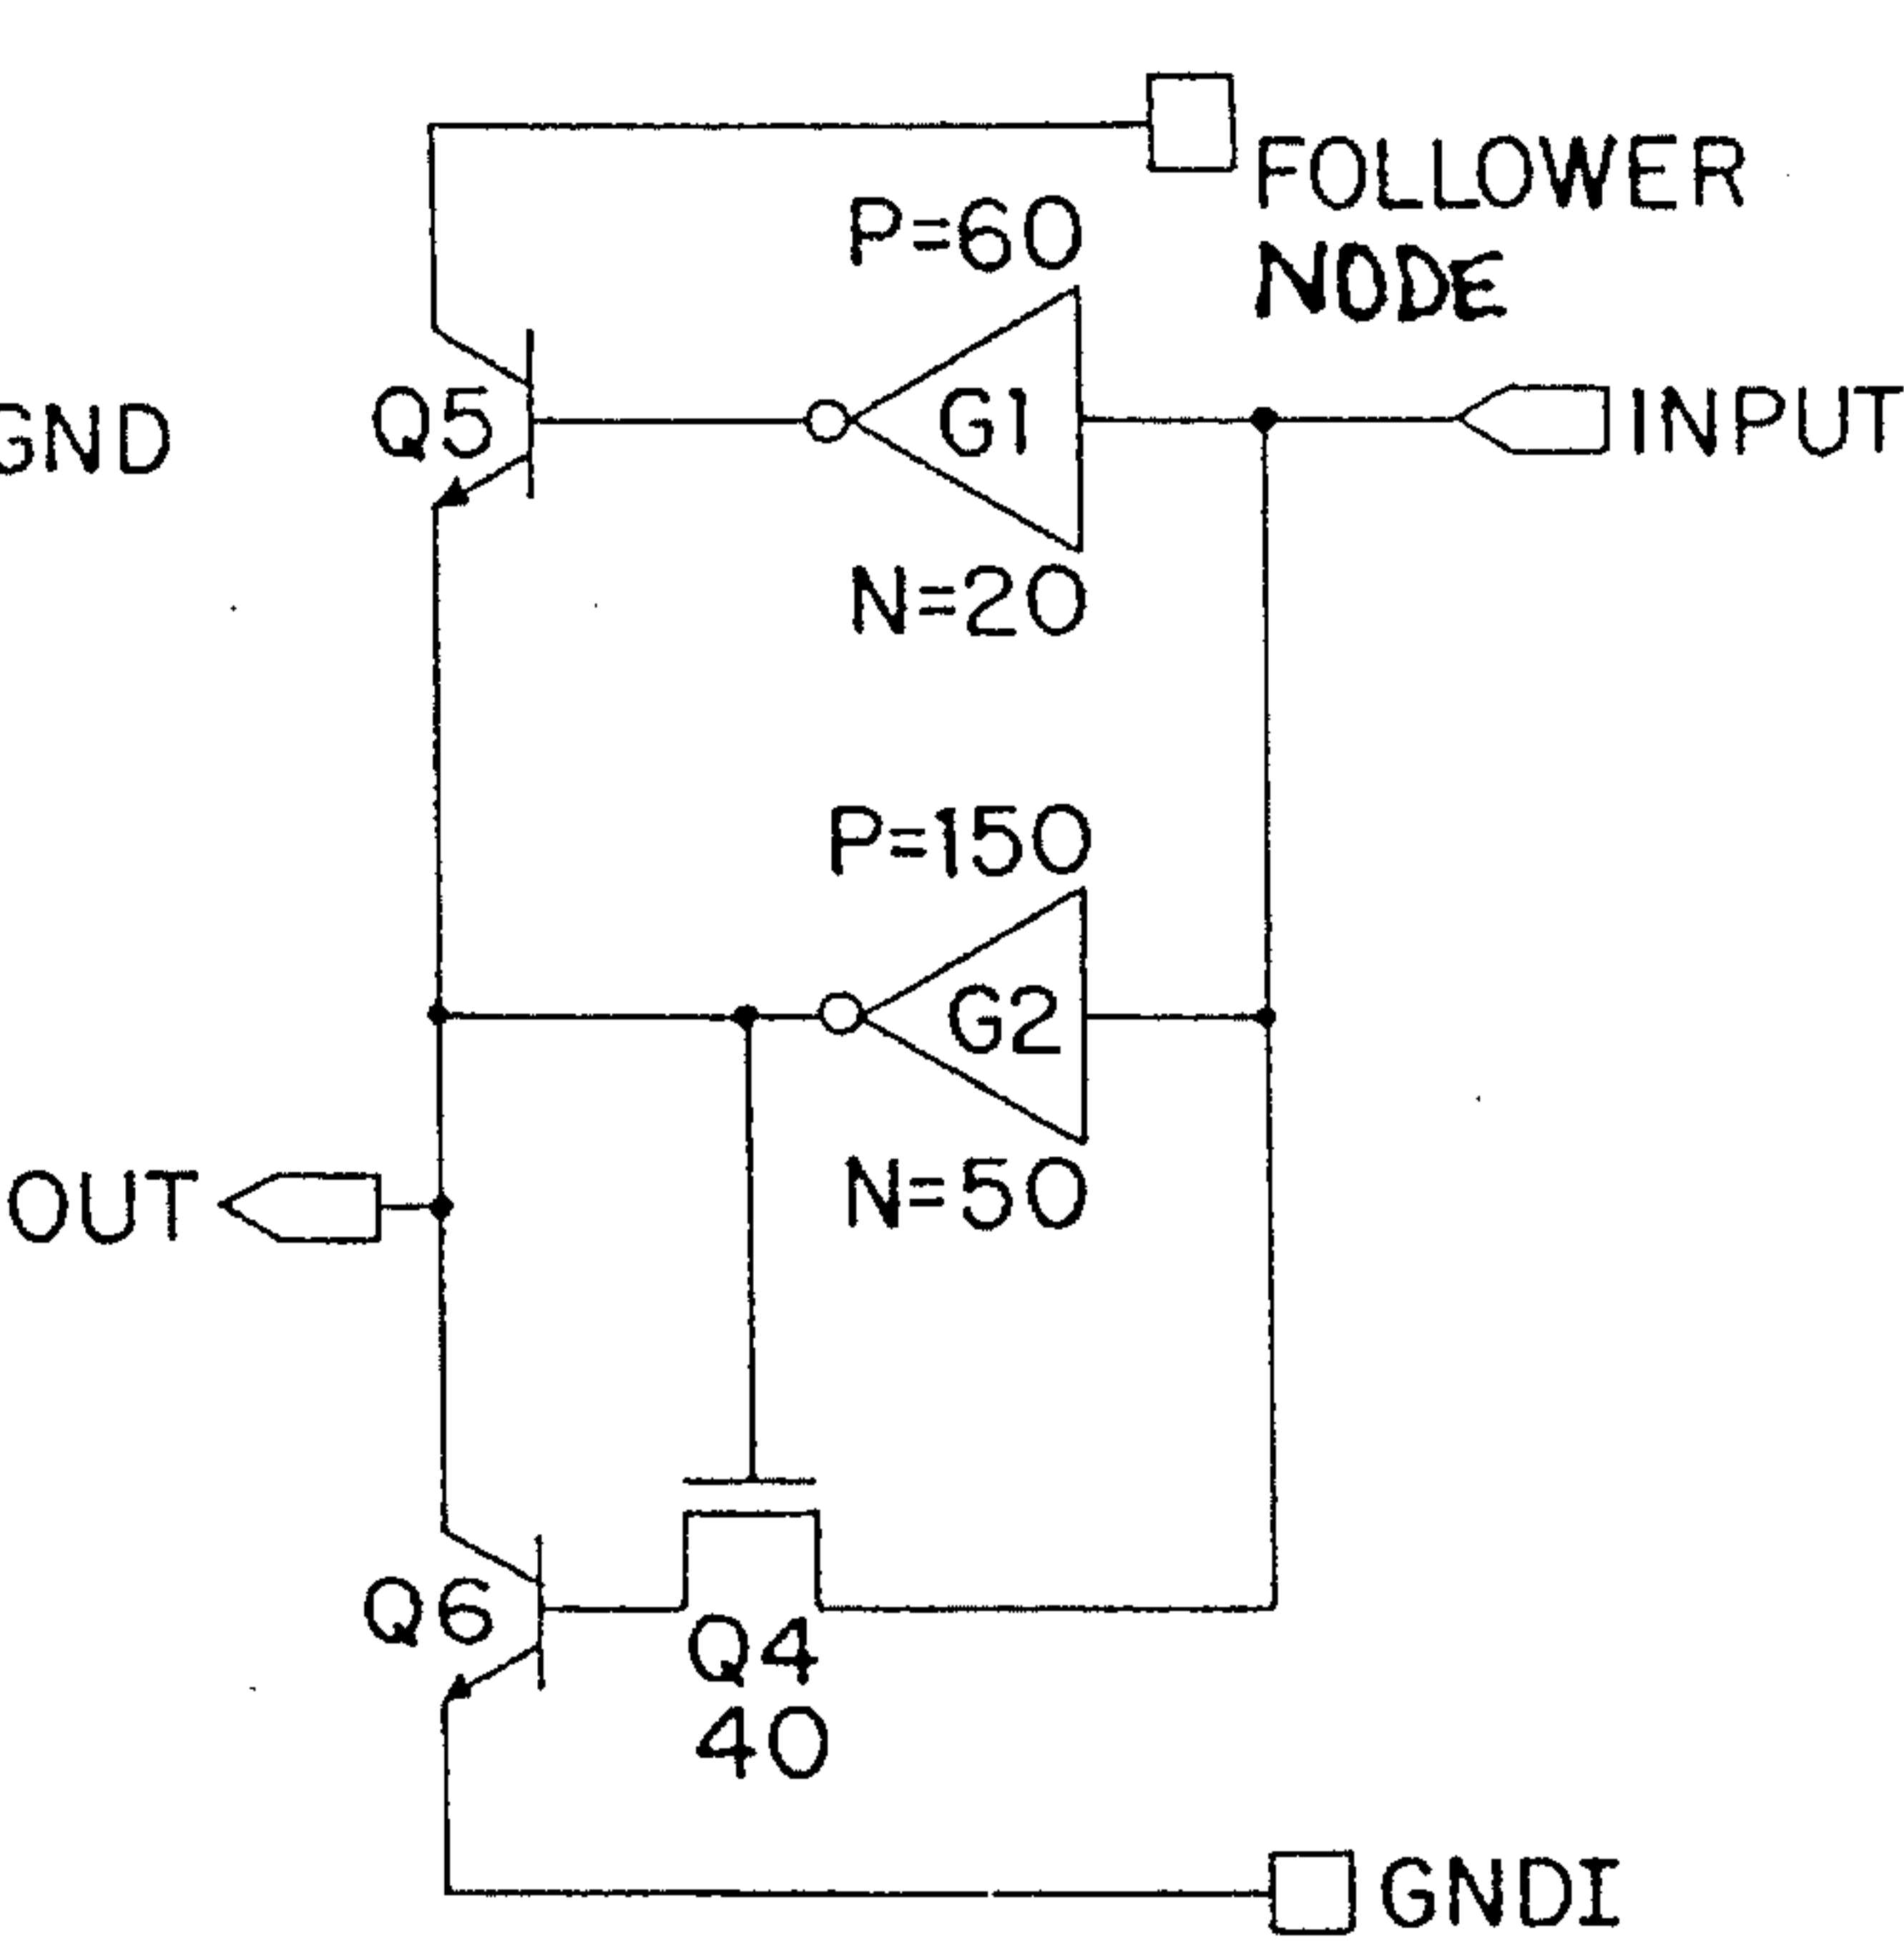 FOLLOWER
NODE
P=60
GND
Q5
G1
INPUT
N=20
P=150
G2
OUT
N=50
Q6
Q4
40
GNDI